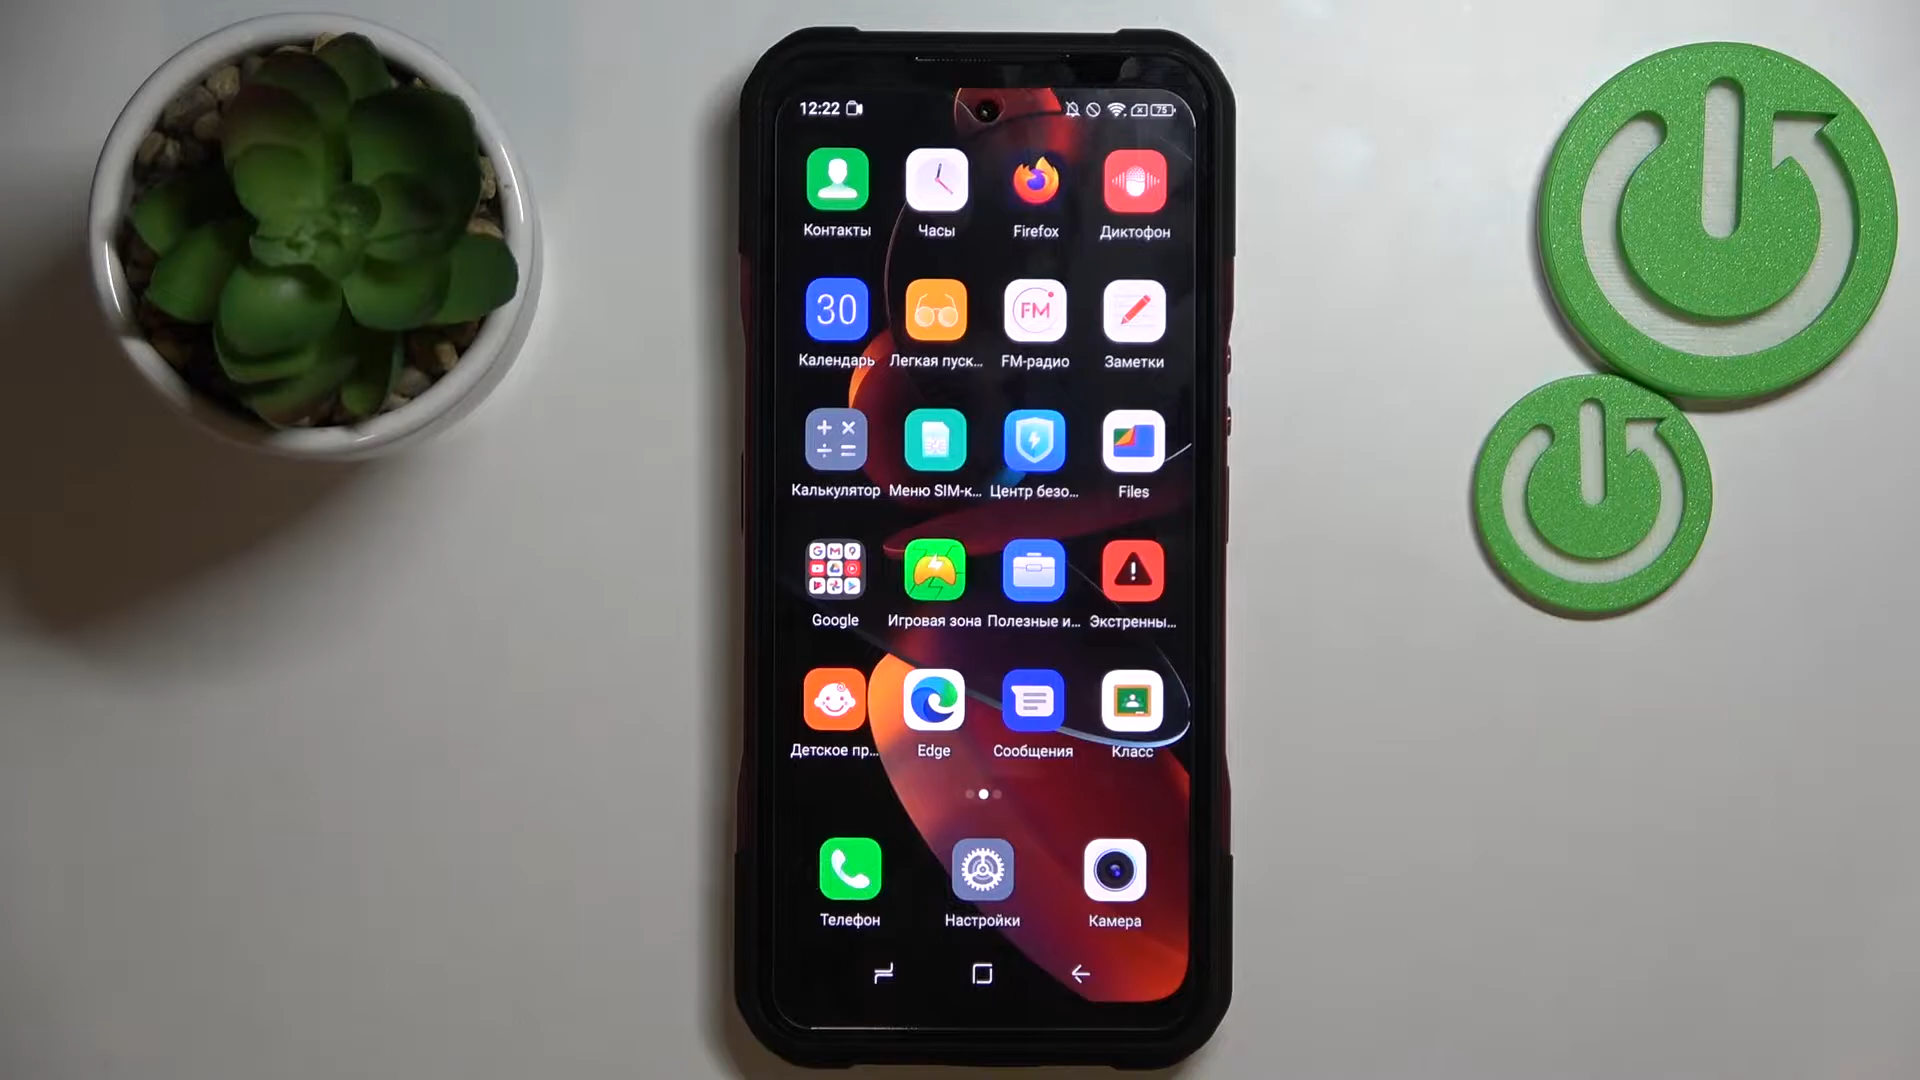 12:22 75
Контакты Часы Firefox Диктофон
30 FM
Календарь Легкая пуск... FM-радио Заметки
Калькулятор Меню SIM-к... Центр безо... Files
Google Игровая зона Полезные и... Экстренны...
Детское пр... Edge Сообщения Класс
Телефон Настройки Камера